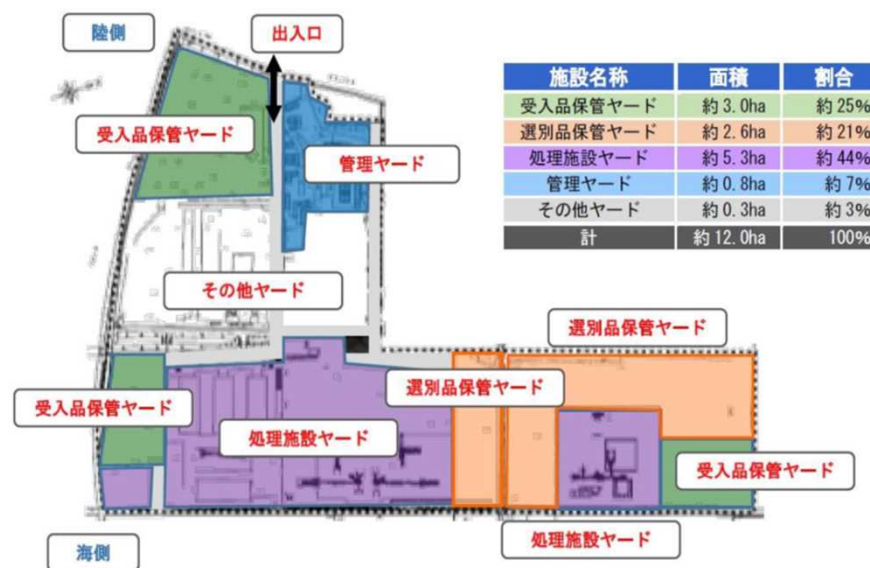 陸側
出入口
受入品保管ヤード
管理ヤード
施設名称 面積 割合
受入品保管ヤード 約3.0ha 約25%
選別品保管ヤード 約2.6ha 約21%
処理施設ヤード 約5.3ha 約44%
管理ヤード 約0.8ha 約7%
その他ヤード 約0.3ha 約3%
計 約12.0ha 100%
その他ヤード
選別品保管ヤード
選別品保管ヤード
受入品保管ヤード
処理施設ヤード
受入品保管ヤード
処理施設ヤード
海側